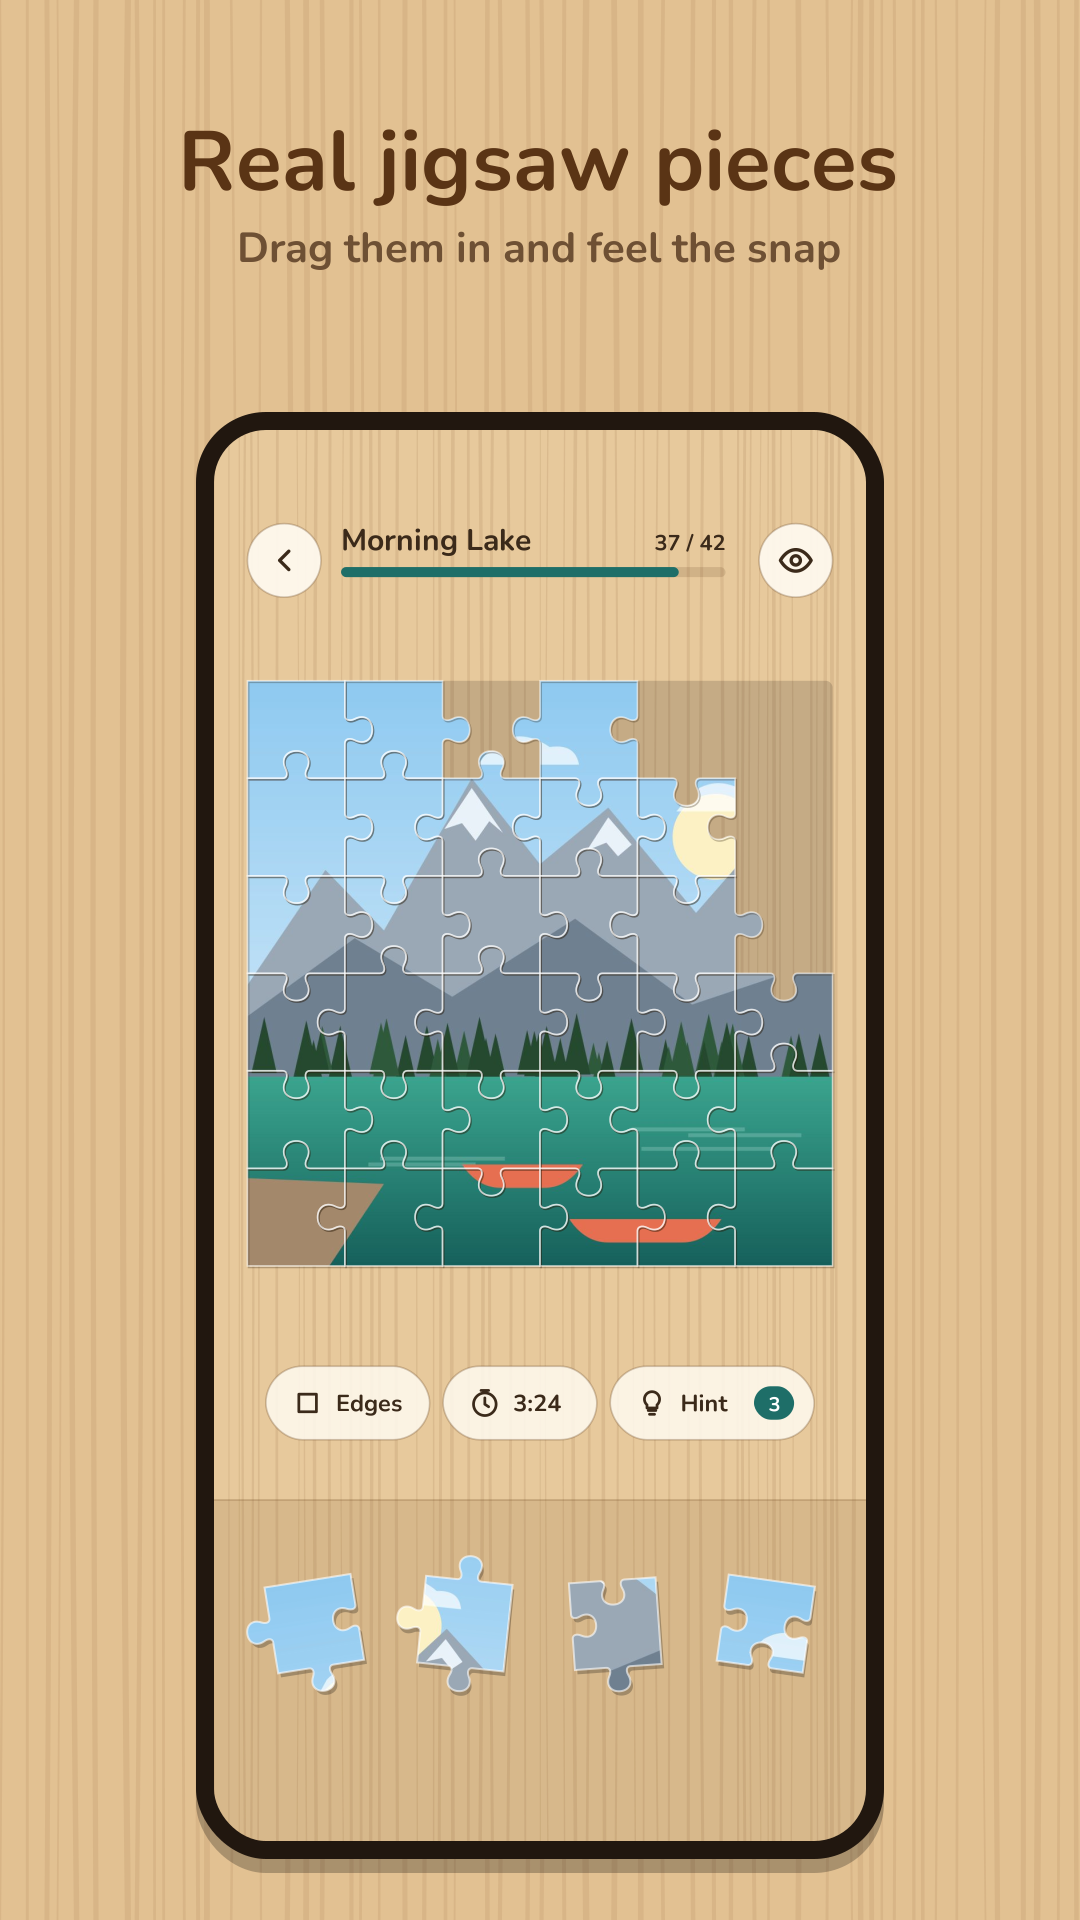 Real jigsaw pieces
Drag them in and feel the snap
Morning Lake
37 / 42
Edges
3:24
Hint
3